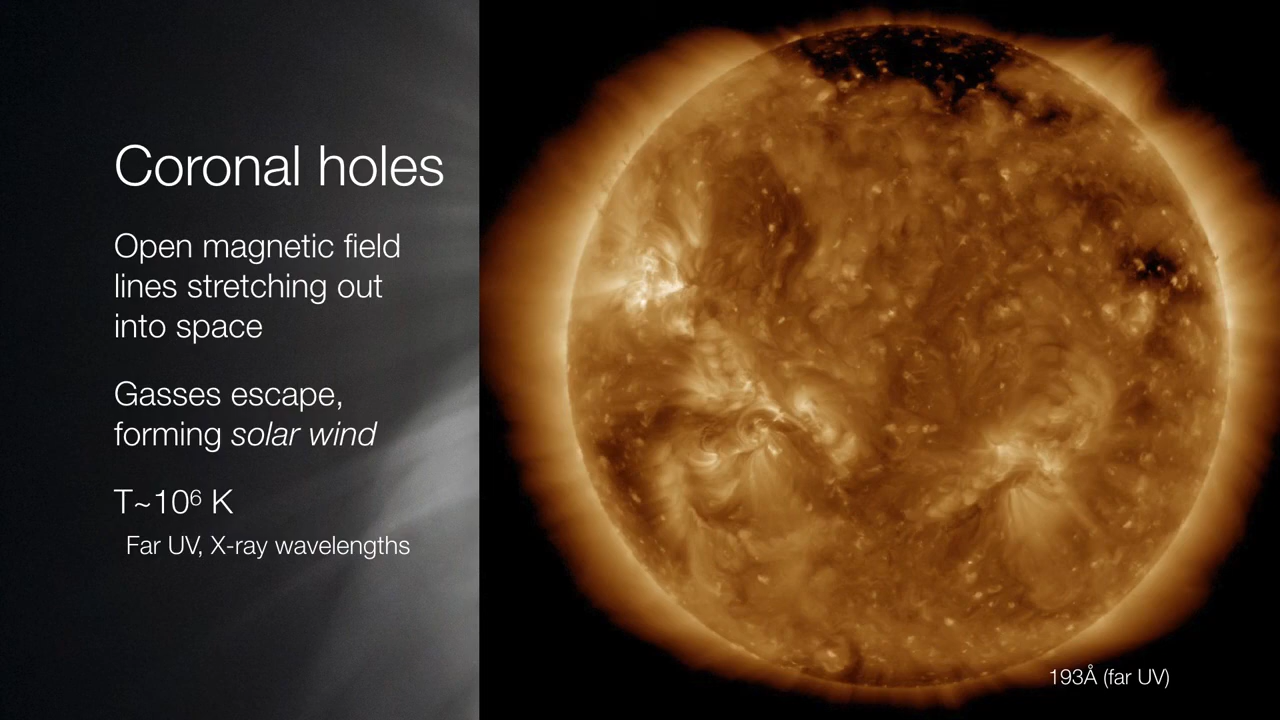 Coronal holes
Open magnetic field
lines stretching out
into space
Gasses escape,
forming solar wind
T~10⁶ K
Far UV, X-ray wavelengths
193Å (far UV)